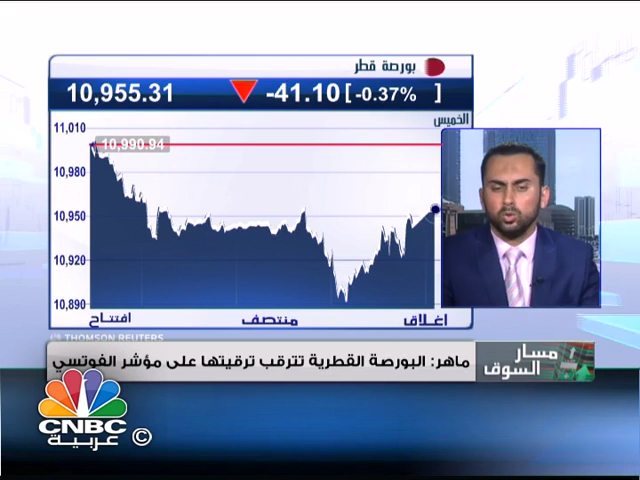 بورصة قطر
10,955.31 -41.10 [ -0.37% ]
الخميس
11,010
10,990.94
10,980
10,950
10,920
10,890
افتتاح منتصف اغلاق
THOMSON REUTERS
ماهر: البورصة القطرية تترقب ترقيتها على مؤشر الفوتسي
مسار
السوق
CNBC
عربية ©